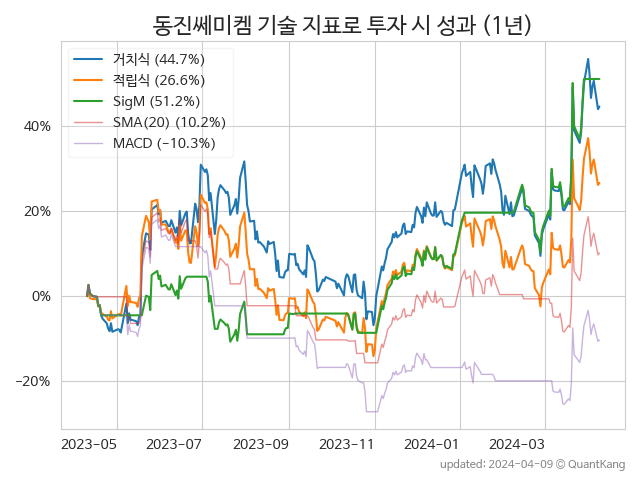 동진쎄미켐 기술 지표로 투자 시 성과 (1년)
거치식 (44.7%)
적립식 (26.6%)
SigM (51.2%)
SMA(20) (10.2%)
MACD (−10.3%)
40%
20%
0%
−20%
2023-05 2023-07 2023-09 2023-11 2024-01 2024-03
updated: 2024-04-09 © QuantKang